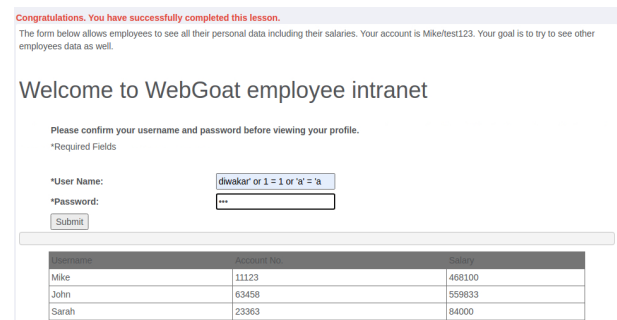 Congratulations. You have successfully completed this lesson.
The form below allows employees to see all their personal data including their salaries. Your account is Mike/test123. Your goal is to try to see other
employees data as well.
Welcome to WebGoat employee intranet
Please confirm your username and password before viewing your profile.
*Required Fields
*User Name: diwakar' or 1 = 1 or 'a' = 'a
*Password: •••
Submit
Username Account No. Salary
Mike 11123 468100
John 63458 559833
Sarah 23363 84000